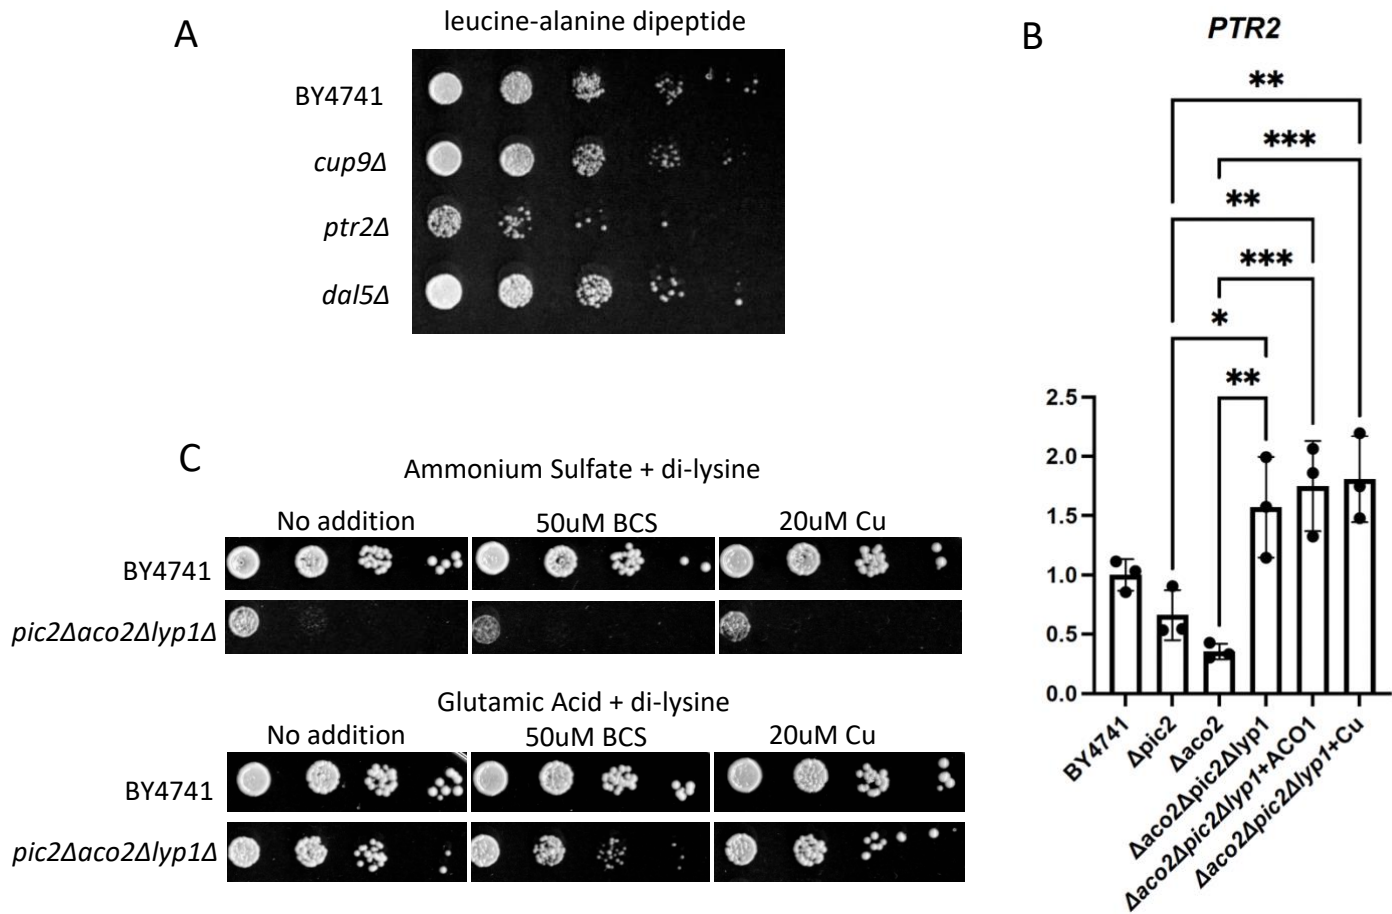 A
leucine-alanine dipeptide
BY4741
cup9Δ
ptr2Δ
dal5Δ
B
PTR2
**
***
**
***
*
**
2.5
2.0
1.5
1.0
0.5
0.0
BY4741
Δpic2
Δaco2
Δaco2Δpic2Δlyp1
Δaco2Δpic2Δlyp1+ACO1
Δaco2Δpic2Δlyp1+Cu
C
Ammonium Sulfate + di-lysine
No addition
50uM BCS
20uM Cu
BY4741
pic2Δaco2Δlyp1Δ
Glutamic Acid + di-lysine
No addition
50uM BCS
20uM Cu
BY4741
pic2Δaco2Δlyp1Δ